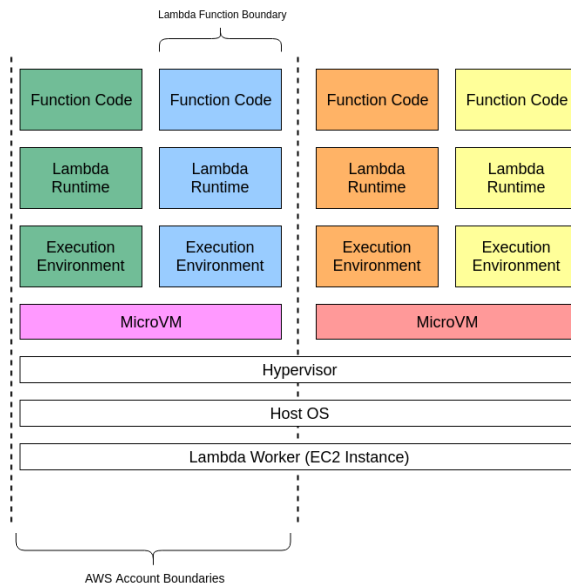 Lambda Function Boundary
Function Code
Function Code
Function Code
Function Code
Lambda
Runtime
Lambda
Runtime
Lambda
Runtime
Lambda
Runtime
Execution
Environment
Execution
Environment
Execution
Environment
Execution
Environment
MicroVM
MicroVM
Hypervisor
Host OS
Lambda Worker (EC2 Instance)
AWS Account Boundaries